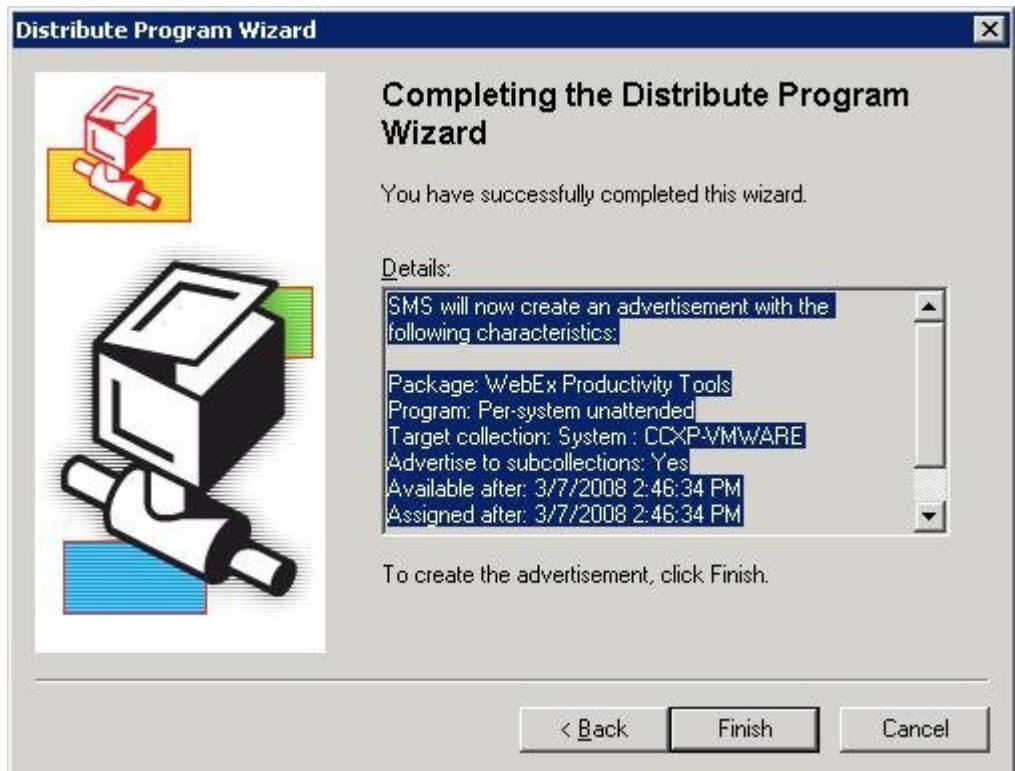 Distribute Program Wizard
Completing the Distribute Program
Wizard
You have successfully completed this wizard.
Details:
SMS will now create an advertisement with the
following characteristics:
Package: WebEx Productivity Tools
Program: Per-system unattended
Target collection: System : CCXP-VMWARE
Advertise to subcollections: Yes
Available after: 3/7/2008 2:46:34 PM
Assigned after: 3/7/2008 2:46:34 PM
To create the advertisement, click Finish.
< Back
Finish
Cancel